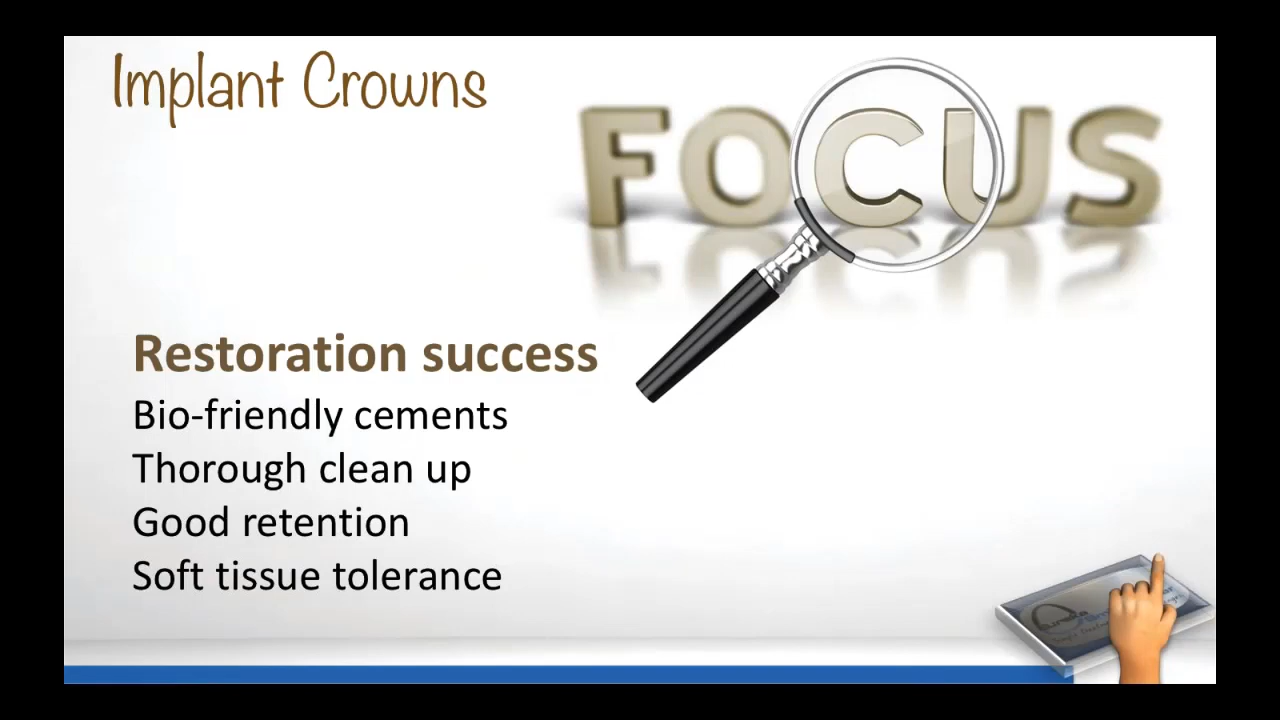 Implant Crowns
FOCUS
Restoration success
Bio-friendly cements
Thorough clean up
Good retention
Soft tissue tolerance